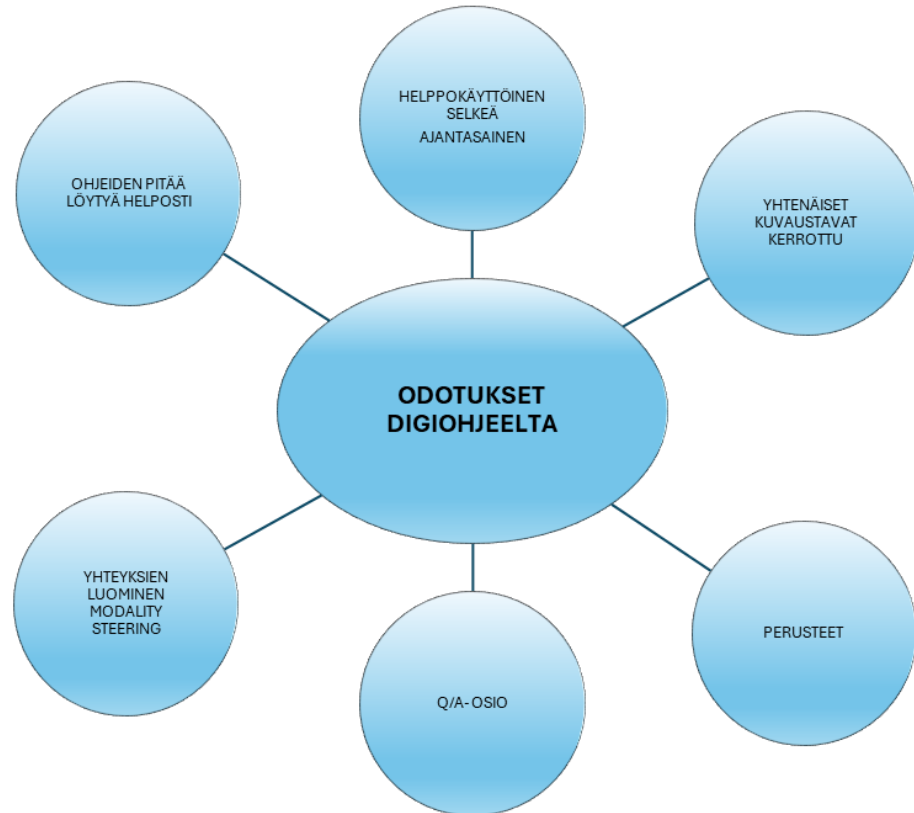 HELPPOKÄYTTÖINEN
SELKEÄ
AJANTASAINEN
OHJEIDEN PITÄÄ
LÖYTYÄ HELPOSTI
YHTENÄISET
KUVAUSTAVAT
KERROTTU
ODOTUKSET
DIGIOHJEELTA
YHTEYKSIEN
LUOMINEN
MODALITY
STEERING
Q/A- OSIO
PERUSTEET